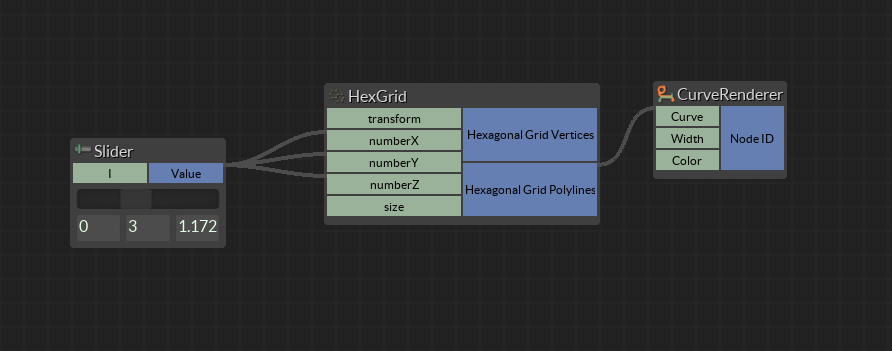 Slider
I Value
0 3 1.172
HexGrid
transform
numberX
numberY
numberZ
size
Hexagonal Grid Vertices
Hexagonal Grid Polylines
CurveRenderer
Curve
Width
Color
Node ID